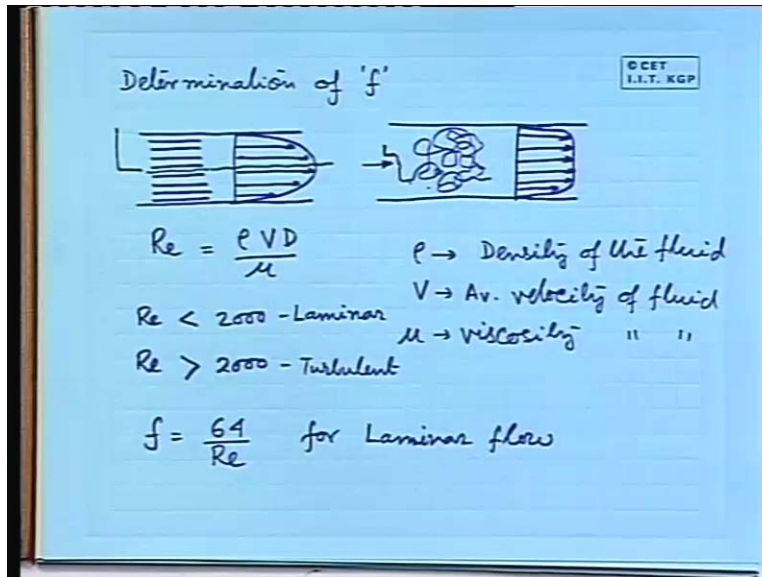 Determination of 'f'
© CET
I.I.T. KGP
Re = ρVD/μ
ρ → Density of the fluid
V → Av. velocity of fluid
μ → viscosity " "
Re < 2000 - Laminar
Re > 2000 - Turbulent
f = 64/Re for Laminar flow